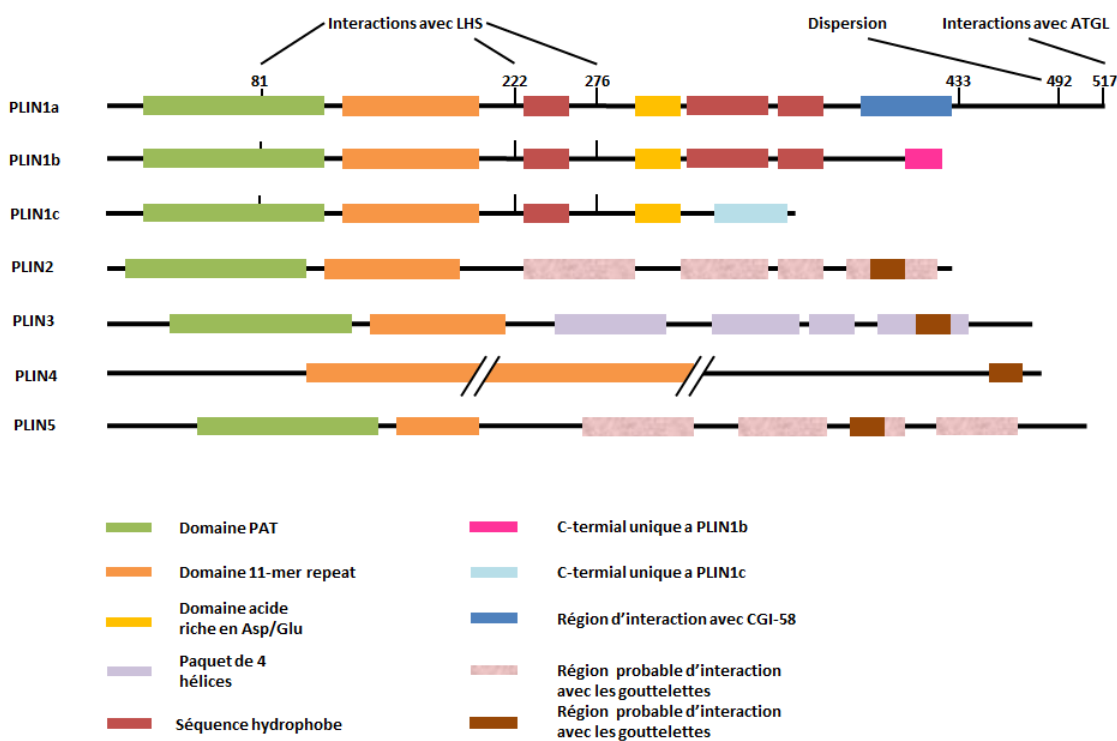 Interactions avec LHS
Dispersion
Interactions avec ATGL
81
222
276
433
492
517
PLIN1a
PLIN1b
PLIN1c
PLIN2
PLIN3
PLIN4
PLIN5
Domaine PAT
Domaine 11-mer repeat
Domaine acide
riche en Asp/Glu
Paquet de 4
hélices
Séquence hydrophobe
C-termial unique a PLIN1b
C-termial unique a PLIN1c
Région d'interaction avec CGI-58
Région probable d'interaction
avec les gouttelettes
Région probable d'interaction
avec les gouttelettes